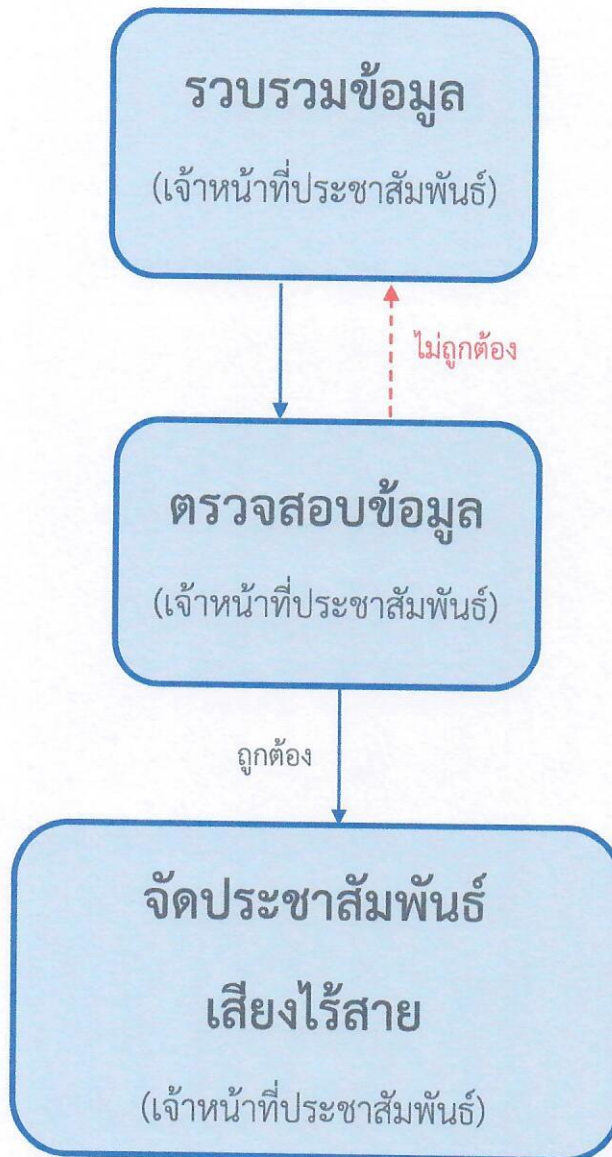 รวบรวมข้อมูล
(เจ้าหน้าที่ประชาสัมพันธ์)
ไม่ถูกต้อง
ตรวจสอบข้อมูล
(เจ้าหน้าที่ประชาสัมพันธ์)
ถูกต้อง
จัดประชาสัมพันธ์
เสียงไร้สาย
(เจ้าหน้าที่ประชาสัมพันธ์)